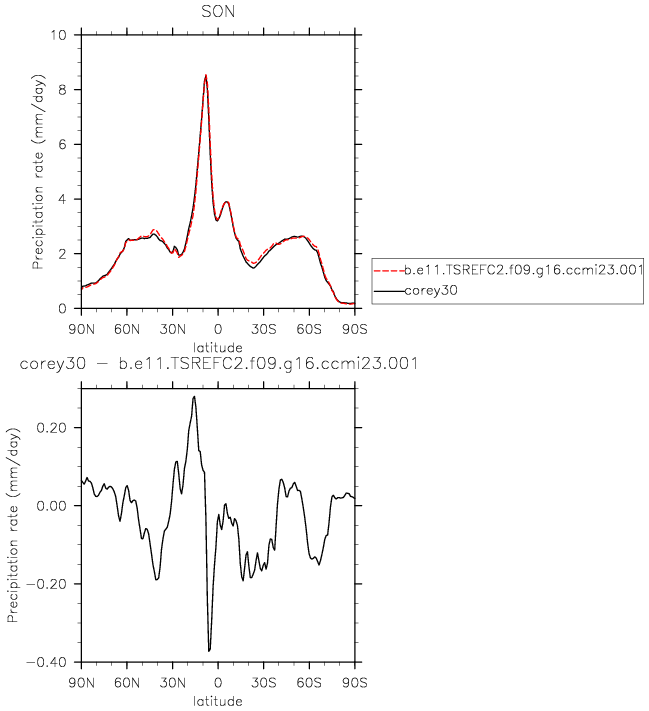 SON
10
8
6
4
2
0
Precipitation rate (mm/day)
90N 60N 30N 0 30S 60S 90S
latitude
b.e11.TSREFC2.f09.g16.ccmi23.001
corey30
corey30 − b.e11.TSREFC2.f09.g16.ccmi23.001
0.20
0.00
−0.20
−0.40
Precipitation rate (mm/day)
90N 60N 30N 0 30S 60S 90S
latitude